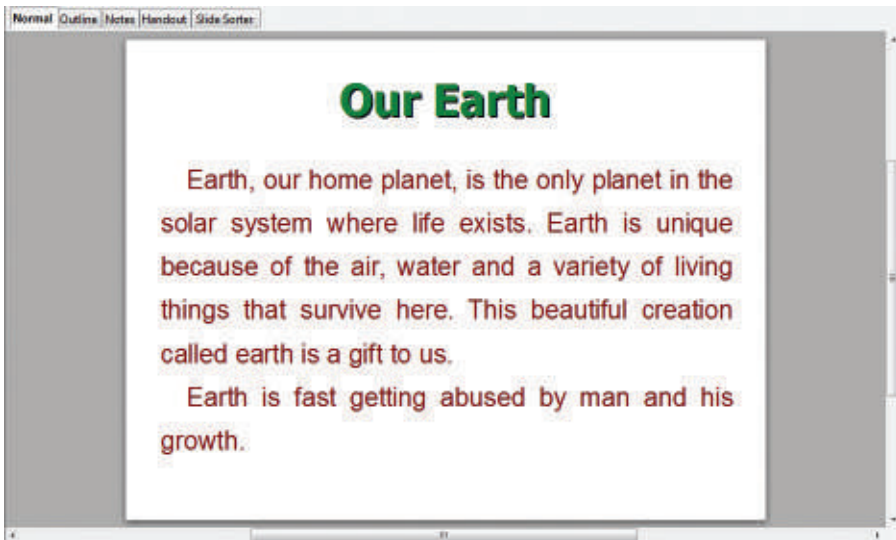 Normal Outline Notes Handout Slide Sorter
Our Earth
Earth, our home planet, is the only planet in the
solar system where life exists. Earth is unique
because of the air, water and a variety of living
things that survive here. This beautiful creation
called earth is a gift to us.
Earth is fast getting abused by man and his
growth.